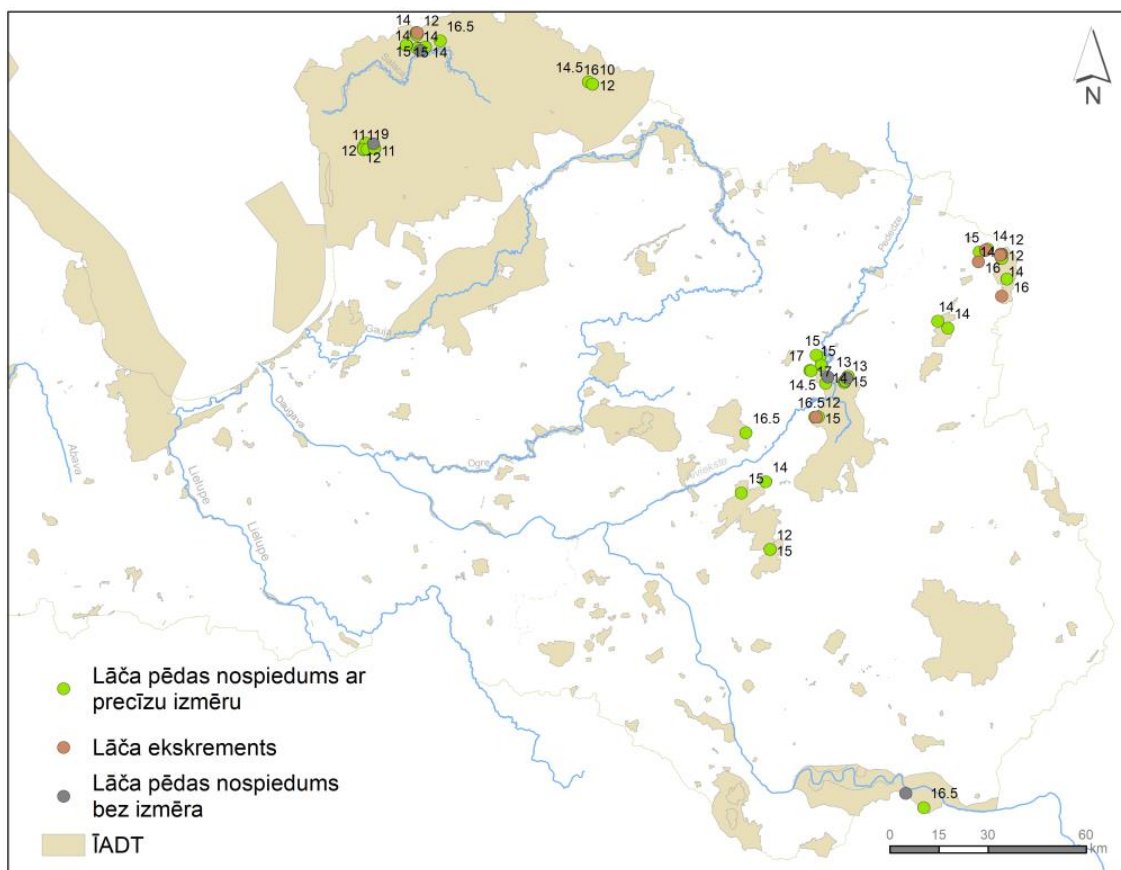 14 12 16.5
14 14
15 15 14
Salaca
14.5 16 10
12
11 11 9
12 12 11
Pededze
15 14 12
14 12
16 14
16
14 14
Gauja
15
15
17 13 13
17 14 15
14.5
16.5 12
15
16.5
Daugava
Ogre
Aiviekste
Abava
Lielupe
14
15
Lielupe
12
15
N
Lāča pēdas nospiedums ar
precīzu izmēru
Lāča ekskrements
Lāča pēdas nospiedums
bez izmēra
ĪADT
16.5
0 15 30 60
km